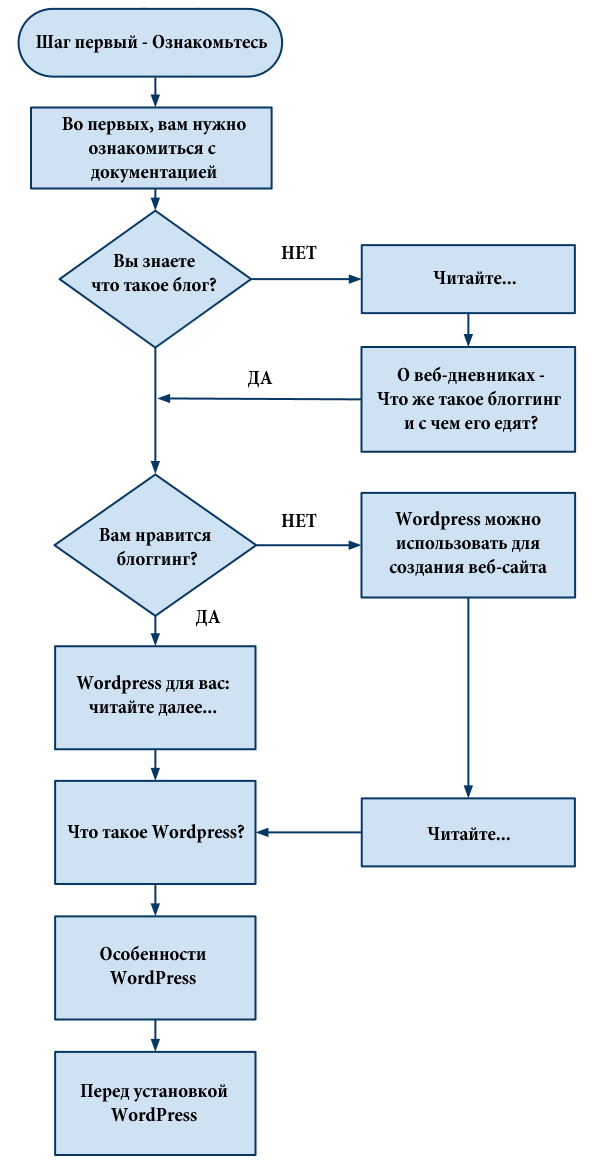 Шаг первый - Ознакомьтесь
Во первых, вам нужно
ознакомиться с
документацией
Вы знаете
что такое блог?
НЕТ
Читайте...
О веб-дневниках -
Что же такое блоггинг
и с чем его едят?
ДА
Вам нравится
блоггинг?
НЕТ
Wordpress можно
использовать для
создания веб-сайта
ДА
Wordpress для вас:
читайте далее...
Что такое Wordpress?
Читайте...
Особенности
WordPress
Перед установкой
WordPress